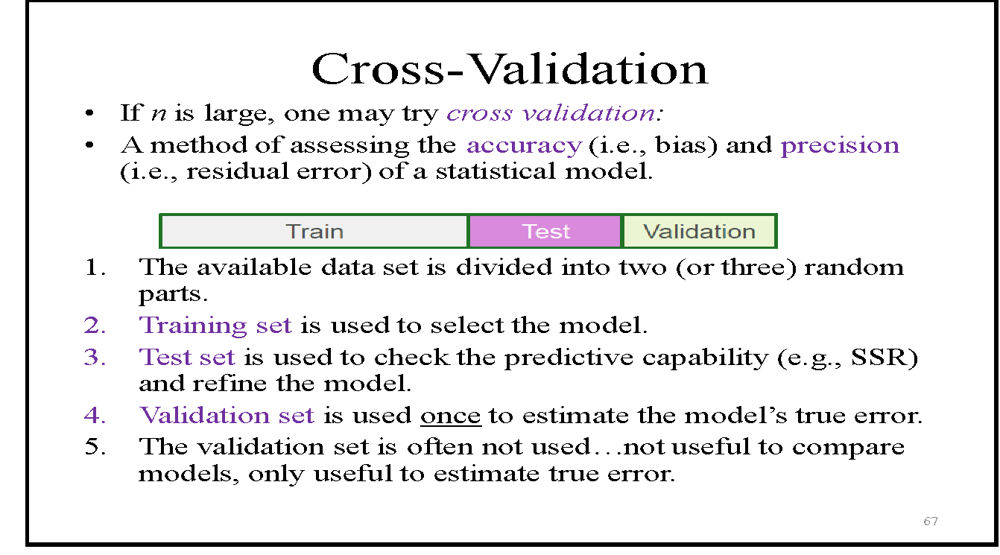 Cross-Validation
• If n is large, one may try cross validation:
• A method of assessing the accuracy (i.e., bias) and precision
(i.e., residual error) of a statistical model.
Train Test Validation
1. The available data set is divided into two (or three) random
parts.
2. Training set is used to select the model.
3. Test set is used to check the predictive capability (e.g., SSR)
and refine the model.
4. Validation set is used once to estimate the model’s true error.
5. The validation set is often not used…not useful to compare
models, only useful to estimate true error.
67